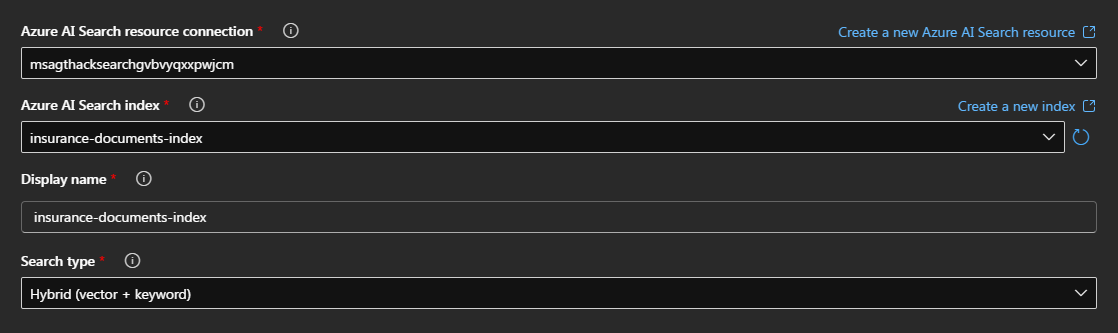 Azure AI Search resource connection * Create a new Azure AI Search resource
msagthacksearchgvbvyqxxpwjcm
Azure AI Search index * Create a new index
insurance-documents-index
Display name *
insurance-documents-index
Search type *
Hybrid (vector + keyword)